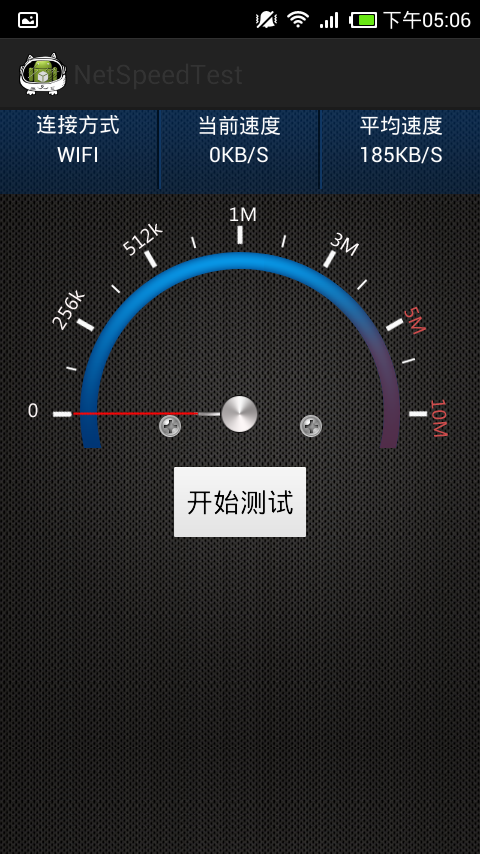 下午05:06
NetSpeedTest
连接方式
WIFI
当前速度
0KB/S
平均速度
185KB/S
0
256k
512k
1M
3M
5M
10M
开始测试